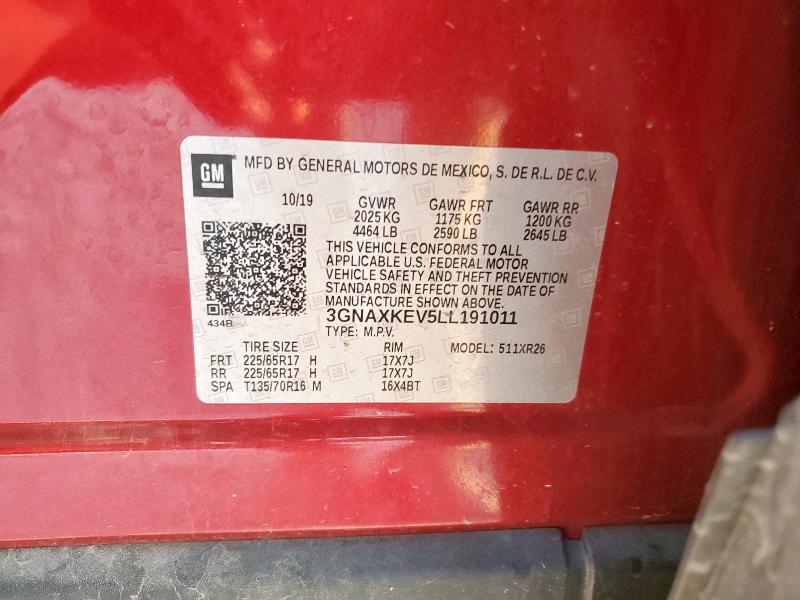 GM MFD BY GENERAL MOTORS DE MEXICO, S. DE R.L. DE C.V.
10/19 GVWR GAWR FRT GAWR RR
2025 KG 1175 KG 1200 KG
4464 LB 2590 LB 2645 LB
THIS VEHICLE CONFORMS TO ALL
APPLICABLE U.S. FEDERAL MOTOR
VEHICLE SAFETY AND THEFT PREVENTION
STANDARDS IN EFFECT ON THE DATE OF
MANUFACTURE SHOWN ABOVE.
434B 3GNAXKEV5LL191011
TYPE: M.P.V.
TIRE SIZE RIM MODEL: 511XR26
FRT 225/65R17 H 17X7J
RR 225/65R17 H 17X7J
SPA T135/70R16 M 16X4BT